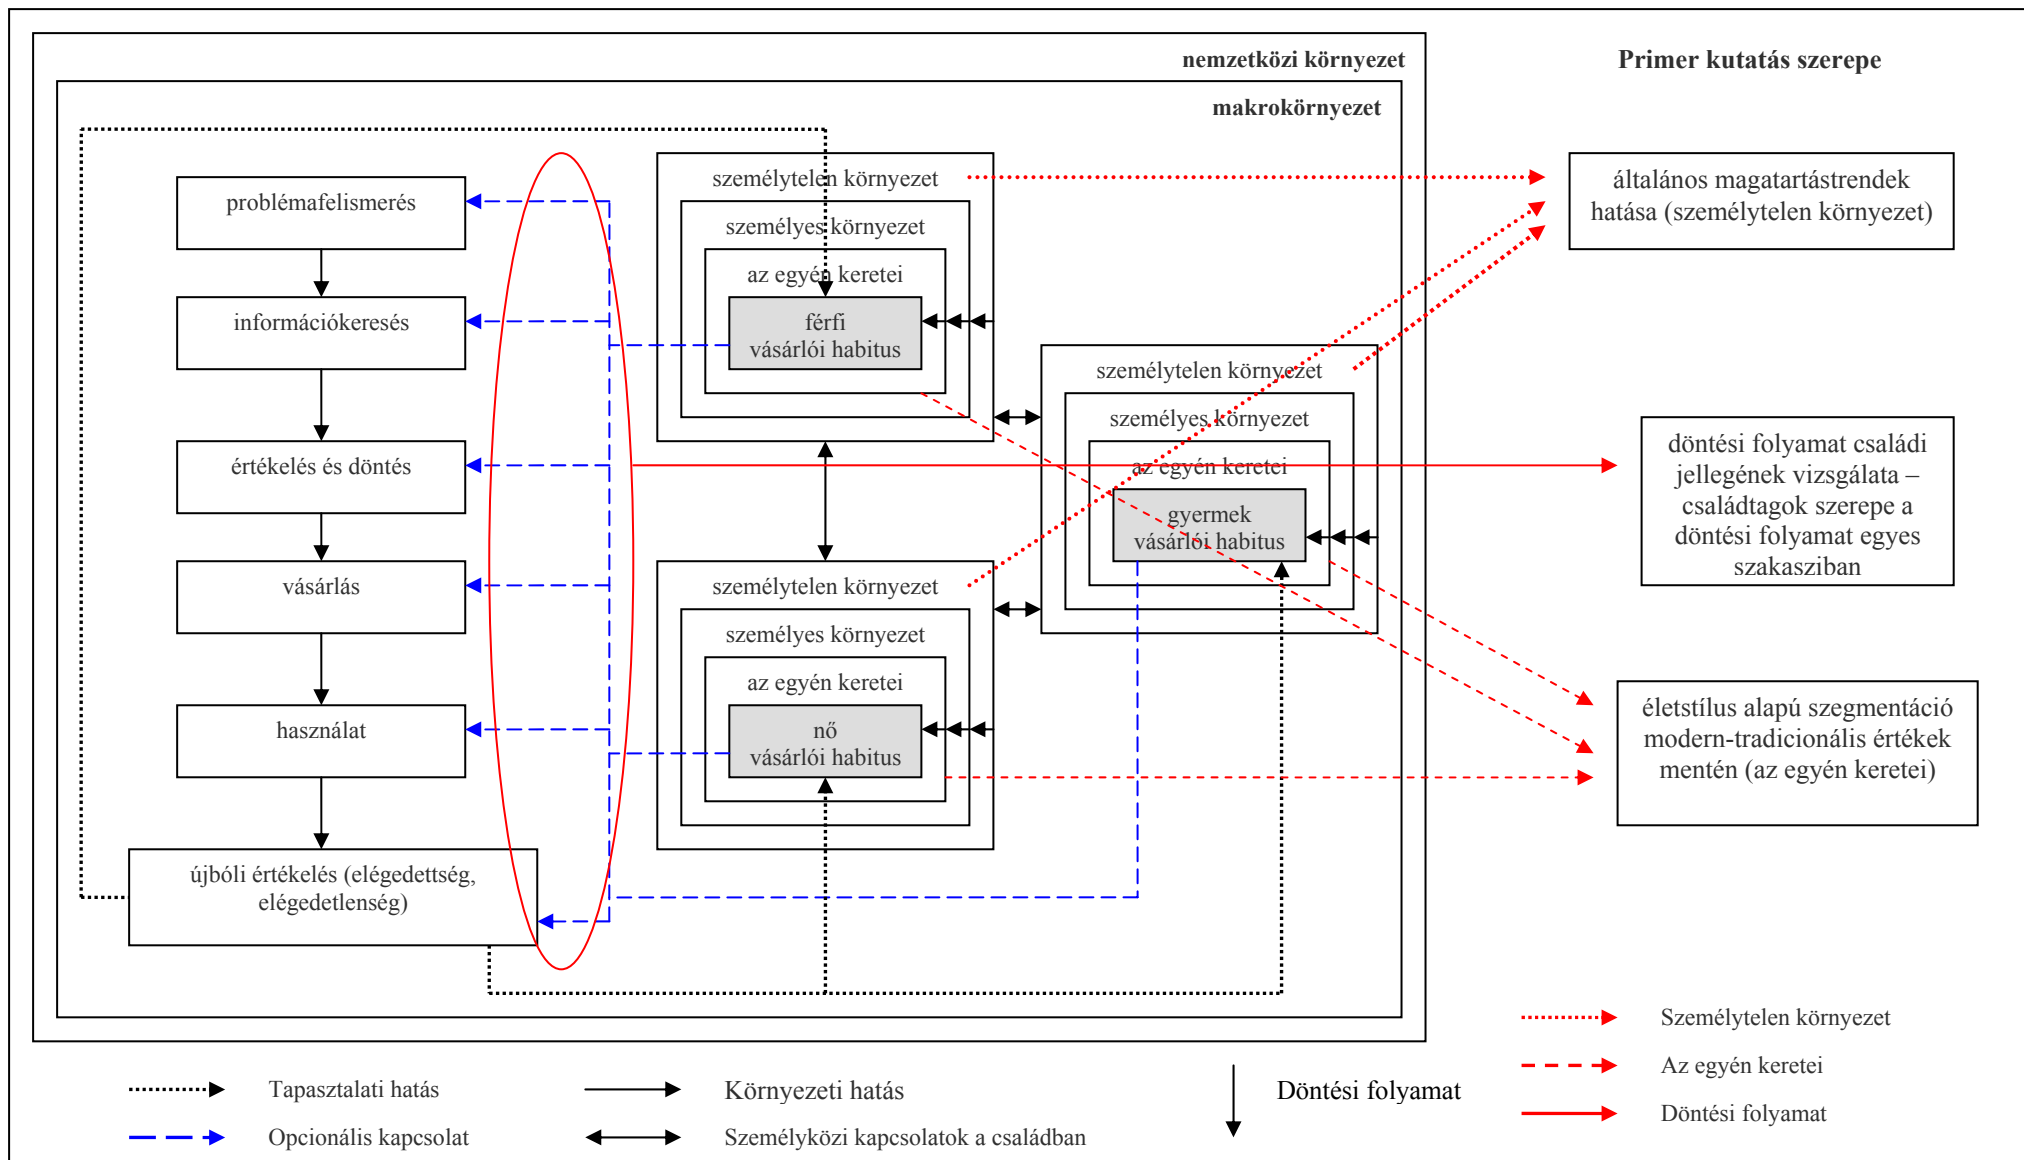 nemzetközi környezet
Primer kutatás szerepe
makrokörnyezet
problémafelismerés
információkeresés
értékelés és döntés
vásárlás
használat
újbóli értékelés (elégedettség,
elégedetlenség)
személytelen környezet
személyes környezet
az egyén keretei
férfi
vásárlói habitus
személytelen környezet
személyes környezet
az egyén keretei
gyermek
vásárlói habitus
személytelen környezet
személyes környezet
az egyén keretei
nő
vásárlói habitus
általános magatartástrendek
hatása (személytelen környezet)
döntési folyamat családi
jellegének vizsgálata –
családtagok szerepe a
döntési folyamat egyes
szakasziban
életstílus alapú szegmentáció
modern-tradicionális értékek
mentén (az egyén keretei)
Tapasztalati hatás
Opcionális kapcsolat
Környezeti hatás
Személyközi kapcsolatok a családban
Döntési folyamat
Személytelen környezet
Az egyén keretei
Döntési folyamat